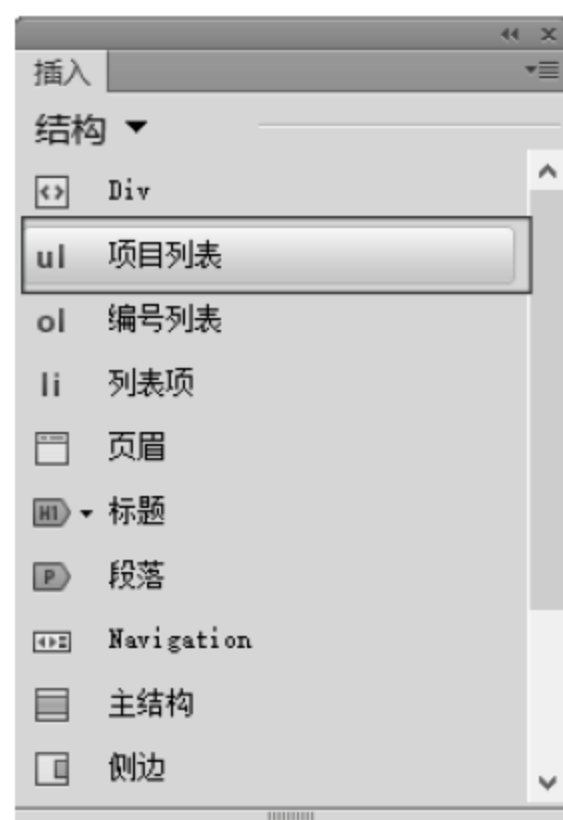 插入
结构
Div
ul 项目列表
ol 编号列表
li 列表项
页眉
H1 标题
P 段落
Navigation
主结构
侧边